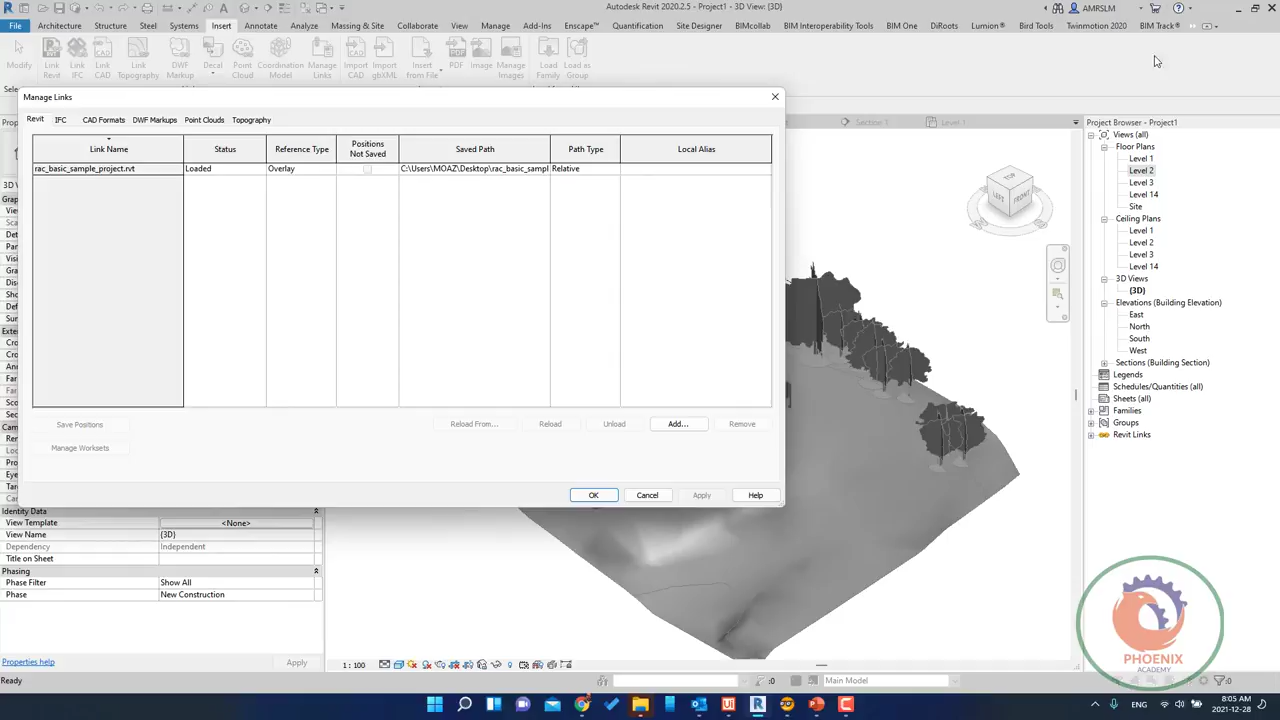 Autodesk Revit 2020.2.5 - Project1 - 3D View: {3D}
AMRSLM
File Architecture Structure Steel Systems Insert Annotate Analyze Massing & Site Collaborate View Manage Add-Ins Enscape™ Quantification Site Design BIMcollab BIM Interoperability Tools BIM One DiRoots Lumion® Bird Tools Twinmotion 2020 BIM Track®
Modify
Link Revit
Link IFC
Link CAD
Link Topography
DWF Markup
Decal
Point Cloud
Coordination Model
Manage Links
Import CAD
Import gbXML
Insert from File
PDF
Image
Manage Images
Load Family
Load as Group
Manage Links
Revit IFC CAD Formats DWF Markups Point Clouds Topography
Link Name Status Reference Type Positions Not Saved Saved Path Path Type Local Alias
rac_basic_sample_project.rvt Loaded Overlay C:\Users\MOAZ\Desktop\rac_basic_sampl Relative
Save Positions
Manage Worksets
Reload From... Reload Unload Add... Remove
OK Cancel Apply Help
Section 1
Level 1
TOP
LEFT
FRONT
Identity Data
View Template <None>
View Name {3D}
Dependency Independent
Title on Sheet
Phasing
Phase Filter Show All
Phase New Construction
Properties help Apply
1 : 100
Project Browser - Project1
Views (all)
Floor Plans
Level 1
Level 2
Level 3
Level 14
Site
Ceiling Plans
Level 1
Level 2
Level 3
Level 14
3D Views
{3D}
Elevations (Building Elevation)
East
North
South
West
Sections (Building Section)
Legends
Schedules/Quantities (all)
Sheets (all)
Families
Groups
Revit Links
PHOENIX
ACADEMY
Ready
:0
Main Model
:0
ENG
8:05 AM
2021-12-28